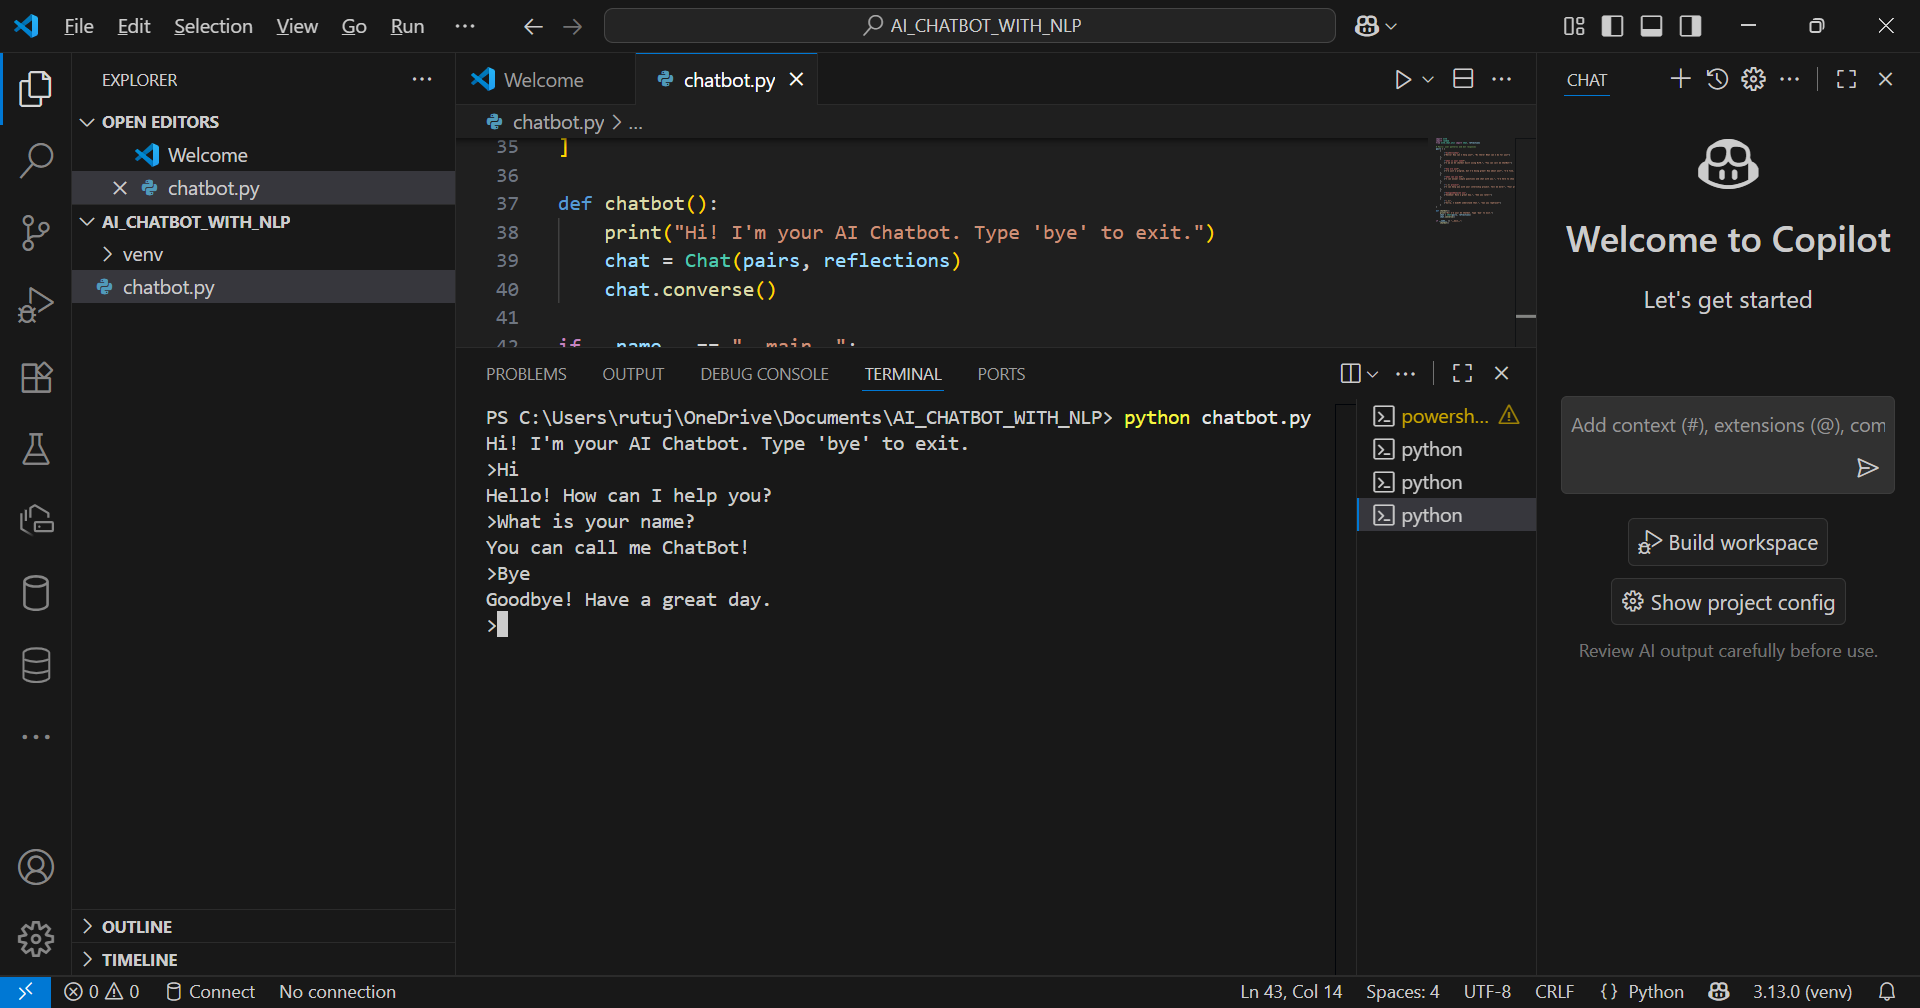 File Edit Selection View Go Run ...
AI_CHATBOT_WITH_NLP
EXPLORER
OPEN EDITORS
Welcome
chatbot.py
AI_CHATBOT_WITH_NLP
venv
chatbot.py
OUTLINE
TIMELINE
Welcome
chatbot.py
chatbot.py > ...
35 ]
36
37 def chatbot():
38 print("Hi! I'm your AI Chatbot. Type 'bye' to exit.")
39 chat = Chat(pairs, reflections)
40 chat.converse()
41
42 if __name__ == "__main__":
PROBLEMS OUTPUT DEBUG CONSOLE TERMINAL PORTS
PS C:\Users\rutuj\OneDrive\Documents\AI_CHATBOT_WITH_NLP> python chatbot.py
Hi! I'm your AI Chatbot. Type 'bye' to exit.
>Hi
Hello! How can I help you?
>What is your name?
You can call me ChatBot!
>Bye
Goodbye! Have a great day.
>
powersh...
python
python
python
CHAT
Welcome to Copilot
Let's get started
Add context (#), extensions (@), com
Build workspace
Show project config
Review AI output carefully before use.
0 0 Connect No connection
Ln 43, Col 14 Spaces: 4 UTF-8 CRLF {} Python 3.13.0 (venv)